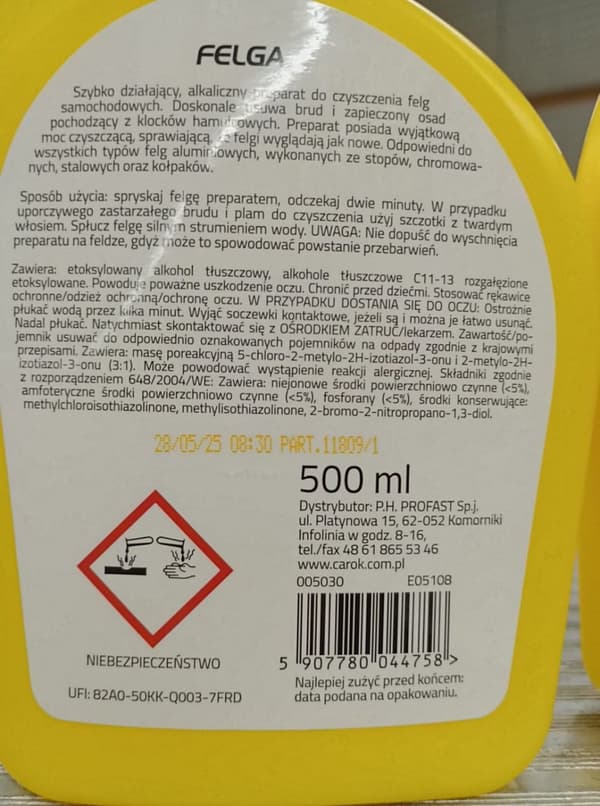 FELGA
Szybko działający, alkaliczny preparat do czyszczenia felg
samochodowych. Doskonale usuwa brud i zapieczony osad
pochodzący z klocków hamulcowych. Preparat posiada wyjątkową
moc czyszczącą, sprawiającą, że felgi wyglądają jak nowe. Odpowiedni do
wszystkich typów felg aluminiowych, wykonanych ze stopów, chromowa-
nych, stalowych oraz kołpaków.
Sposób użycia: spryskaj felgę preparatem, odczekaj dwie minuty. W przypadku
uporczywego zastarzałego brudu i plam do czyszczenia użyj szczotki z twardym
włosiem. Spłucz felgę silnym strumieniem wody. UWAGA: Nie dopuść do wyschnięcia
preparatu na feldze, gdyż może to spowodować powstanie przebarwień.
Zawiera: etoksylowany alkohol tłuszczowy, alkohole tłuszczowe C11-13 rozgałęzione
etoksylowane. Powoduje poważne uszkodzenie oczu. Chronić przed dziećmi. Stosować rękawice
ochronne/odzież ochronną/ochronę oczu. W PRZYPADKU DOSTANIA SIĘ DO OCZU: Ostrożnie
płukać wodą przez kilka minut. Wyjąć soczewki kontaktowe, jeżeli są i można je łatwo usunąć.
Nadal płukać. Natychmiast skontaktować się z OŚRODKIEM ZATRUĆ/lekarzem. Zawartość/po-
jemnik usuwać do odpowiednio oznakowanych pojemników na odpady zgodnie z krajowymi
przepisami. Zawiera: masę poreakcyjną 5-chloro-2-metylo-2H-izotiazol-3-onu i 2-metylo-2H-
izotiazol-3-onu (3:1). Może powodować wystąpienie reakcji alergicznej. Składniki zgodnie
z rozporządzeniem 648/2004/WE: Zawiera: niejonowe środki powierzchniowo czynne (<5%),
amfoteryczne środki powierzchniowo czynne (<5%), fosforany (<5%), środki konserwujące:
methylchloroisothiazolinone, methylisothiazolinone, 2-bromo-2-nitropropano-1,3-diol.
28/05/25 08:30 PART.11809/1
500 ml
Dystrybutor: P.H. PROFAST Sp.j.
ul. Platynowa 15, 62-052 Komorniki
Infolinia w godz. 8-16,
tel./fax 48 61 865 53 46
www.carok.com.pl
005030 E05108
5 907780 044758 >
Najlepiej zużyć przed końcem:
data podana na opakowaniu.
NIEBEZPIECZEŃSTWO
UFI: 82A0-50KK-Q003-7FRD